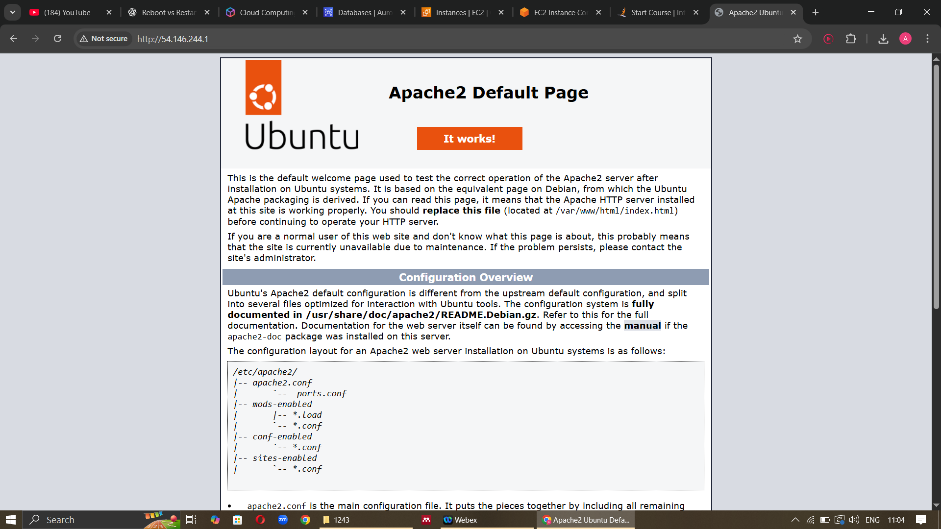 (184) YouTube
Reboot vs Resta
Cloud Computin
Databases | Au
Instances | EC2 |
EC2 Instance Co
Start Course | In
Apache2 Ubuntu
Not secure
http://54.146.244.1
A
ubuntu
Apache2 Default Page
It works!
This is the default welcome page used to test the correct operation of the Apache2 server after
installation on Ubuntu systems. It is based on the equivalent page on Debian, from which the Ubuntu
Apache packaging is derived. If you can read this page, it means that the Apache HTTP server installed
at this site is working properly. You should replace this file (located at /var/www/html/index.html)
before continuing to operate your HTTP server.
If you are a normal user of this web site and don't know what this page is about, this probably means
that the site is currently unavailable due to maintenance. If the problem persists, please contact the
site's administrator.
Configuration Overview
Ubuntu's Apache2 default configuration is different from the upstream default configuration, and split
into several files optimized for interaction with Ubuntu tools. The configuration system is fully
documented in /usr/share/doc/apache2/README.Debian.gz. Refer to this for the full
documentation. Documentation for the web server itself can be found by accessing the manual if the
apache2-doc package was installed on this server.
The configuration layout for an Apache2 web server installation on Ubuntu systems is as follows:
/etc/apache2/
|-- apache2.conf
|       `--  ports.conf
|-- mods-enabled
|       |-- *.load
|       `-- *.conf
|-- conf-enabled
|       `-- *.conf
|-- sites-enabled
|       `-- *.conf
• apache2.conf is the main configuration file. It puts the pieces together by including all remaining
Search
1243
Webex
Apache2 Ubuntu Defa...
ENG
11:04